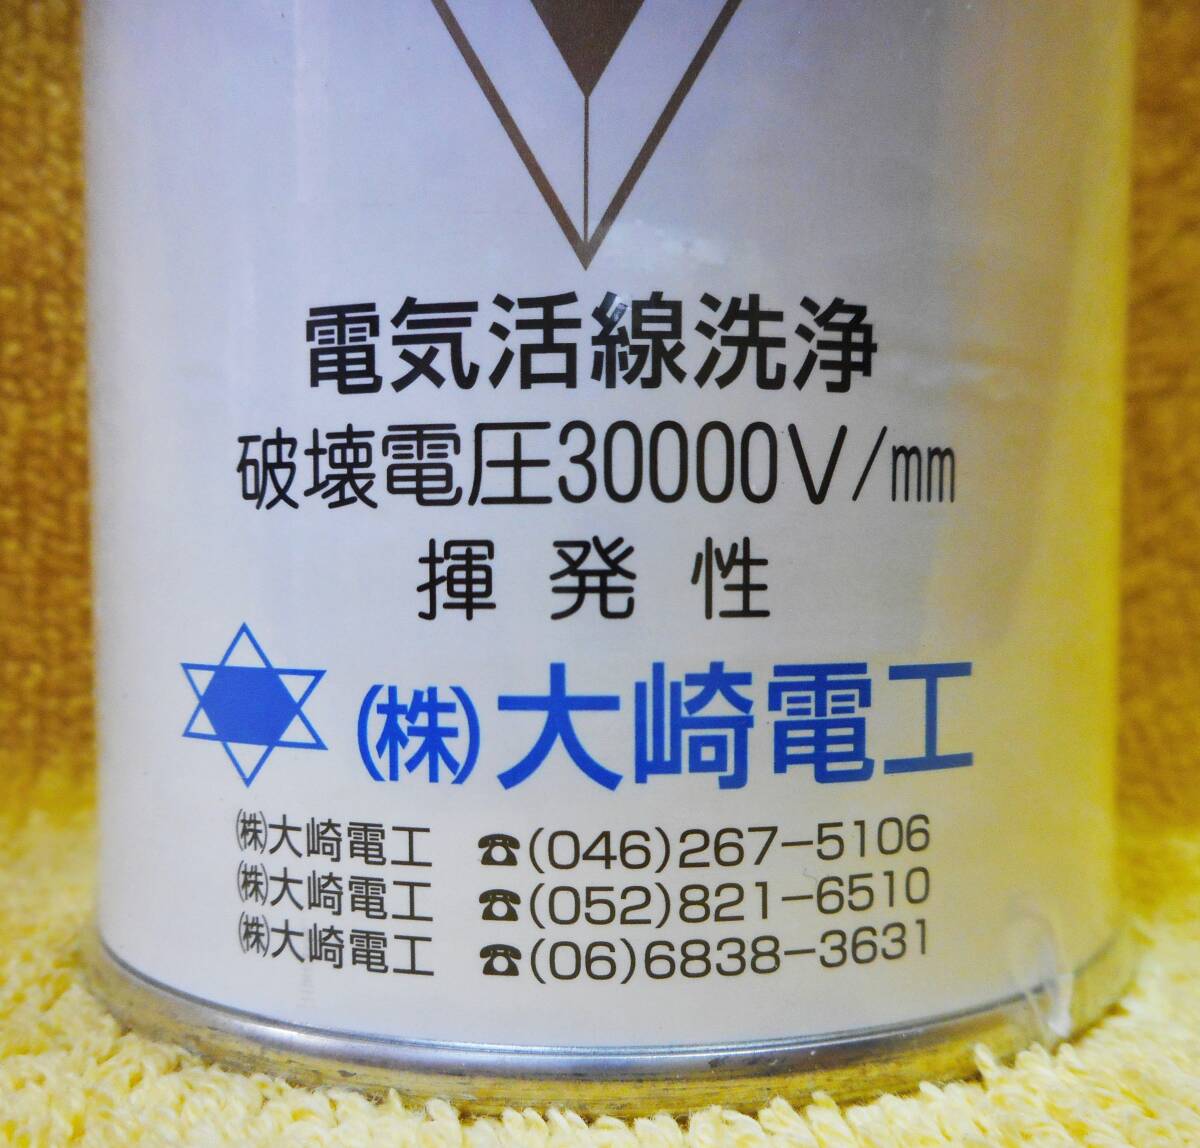 電気活線洗浄
破壊電圧30000V/mm
揮発性
(株)大崎電工
㈱大崎電工 ☎(046)267-5106
㈱大崎電工 ☎(052)821-6510
㈱大崎電工 ☎(06)6838-3631